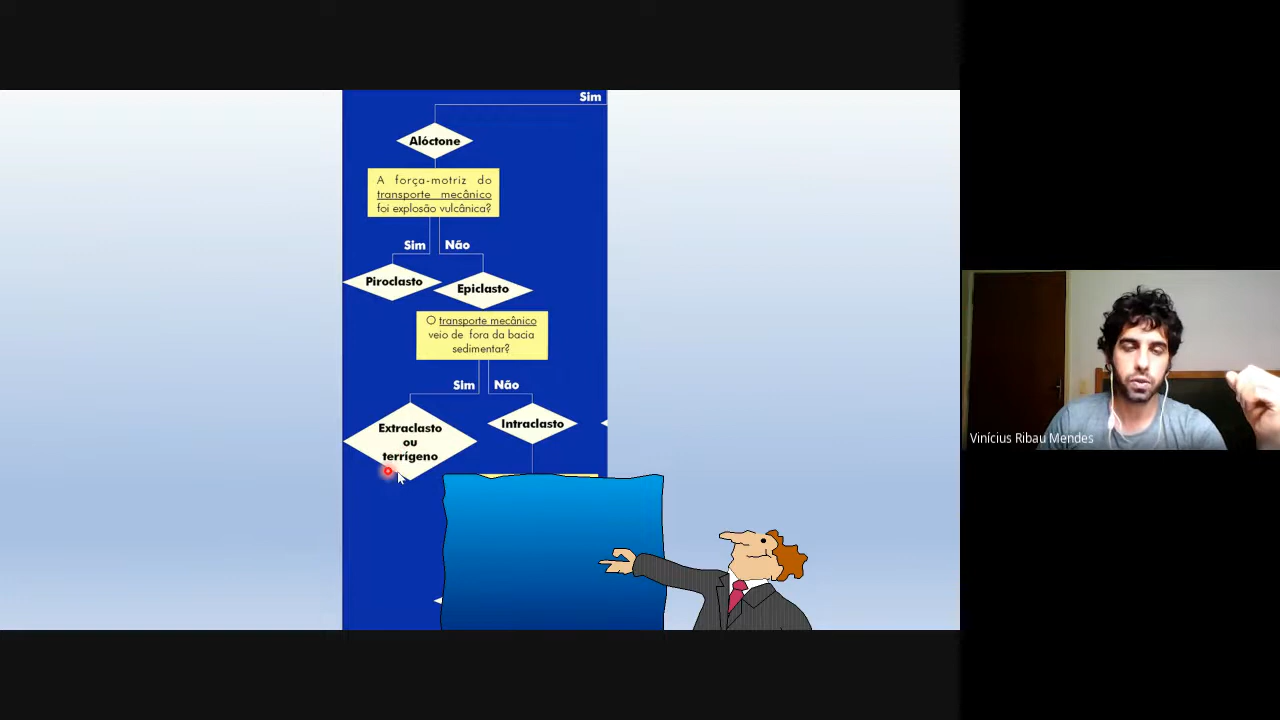 Sim
Alóctone
A força-motriz do
transporte mecânico
foi explosão vulcânica?
Sim
Não
Piroclasto
Epiclasto
O transporte mecânico
veio de fora da bacia
sedimentar?
Sim
Não
Extraclasto
ou
terrígeno
Intraclasto
Vinícius Ribau Mendes